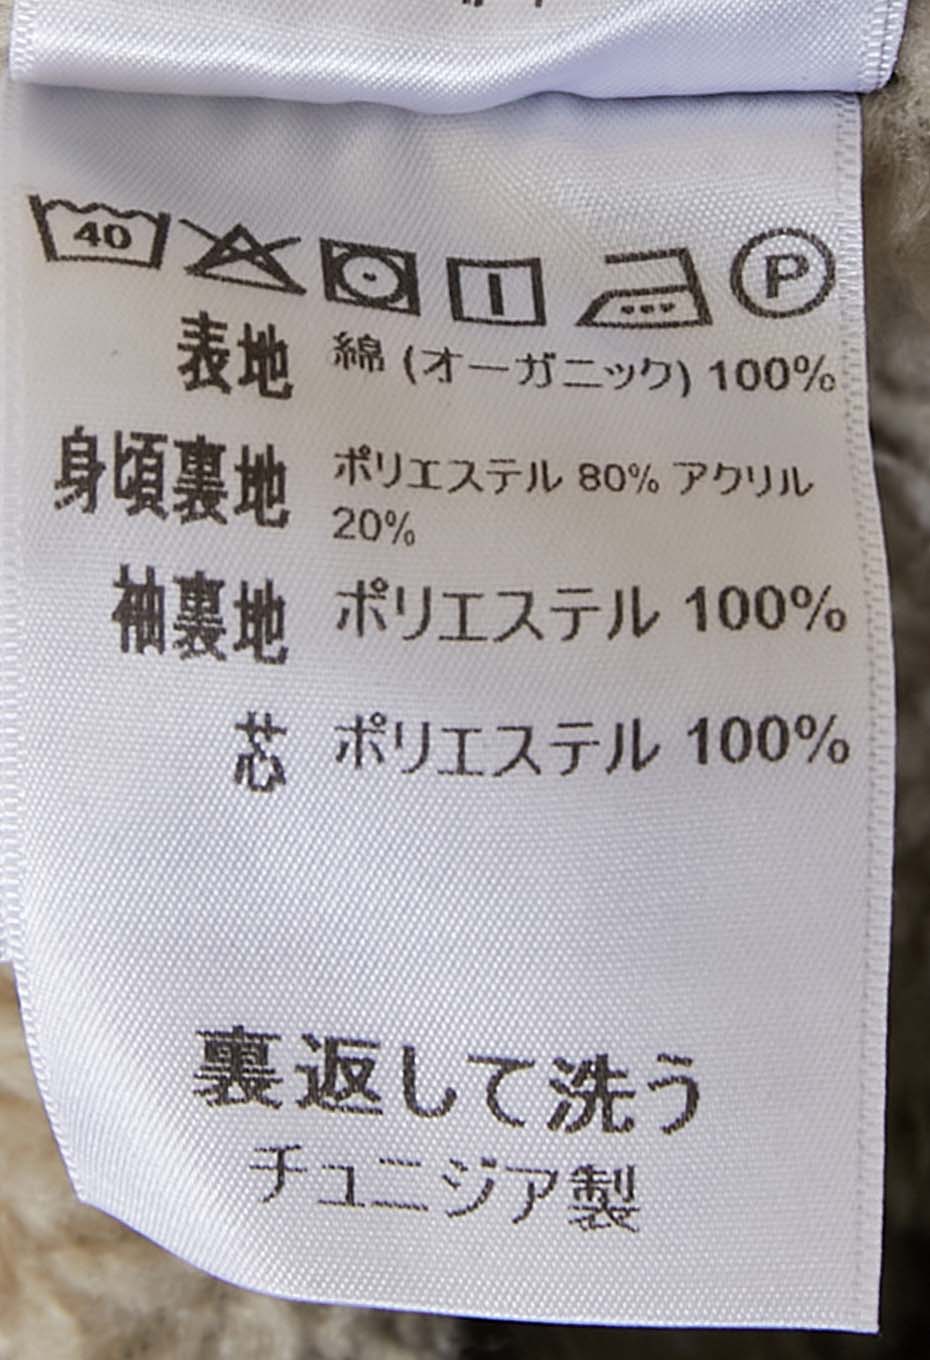 40
P
表地 綿 (オーガニック) 100%
身頃裏地 ポリエステル 80% アクリル
20%
袖裏地 ポリエステル 100%
芯 ポリエステル 100%
裏返して洗う
チュニジア製